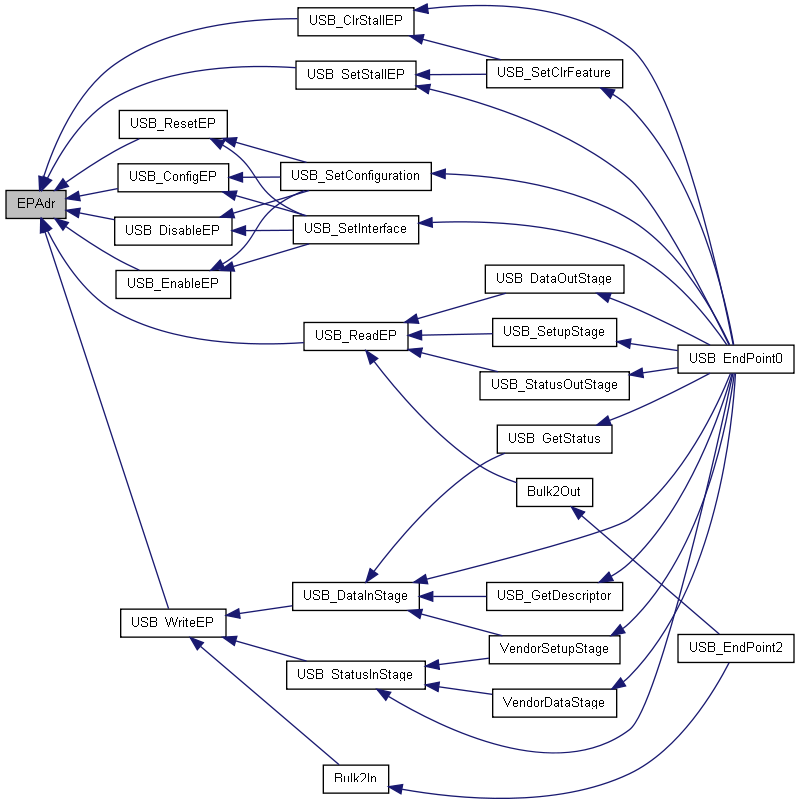 USB_ClrStallEP
USB_SetStallEP
USB_SetClrFeature
USB_ResetEP
USB_ConfigEP
USB_SetConfiguration
EPAdr
USB_DisableEP
USB_SetInterface
USB_EnableEP
USB_DataOutStage
USB_ReadEP
USB_SetupStage
USB_EndPoint0
USB_StatusOutStage
USB_GetStatus
Bulk2Out
USB_DataInStage
USB_GetDescriptor
USB_WriteEP
VendorSetupStage
USB_EndPoint2
USB_StatusInStage
VendorDataStage
Bulk2In